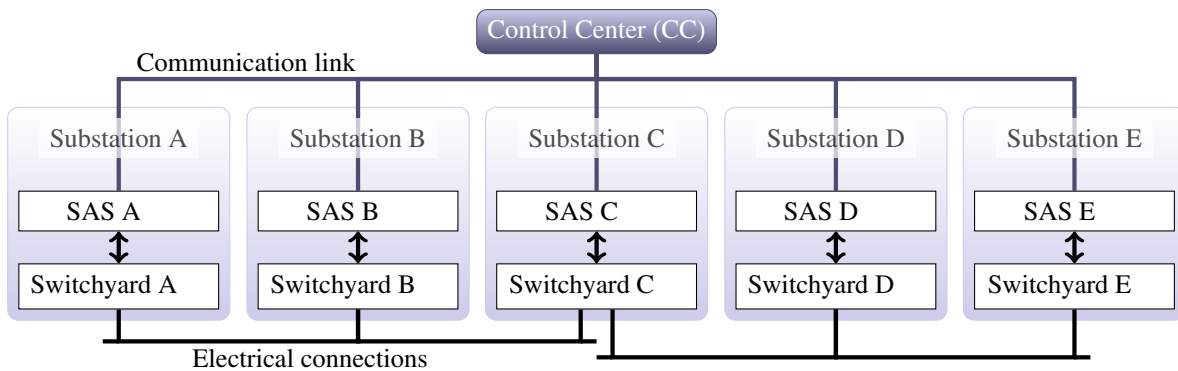 Control Center (CC)
Communication link
Substation A
Substation B
Substation C
Substation D
Substation E
SAS A
SAS B
SAS C
SAS D
SAS E
Switchyard A
Switchyard B
Switchyard C
Switchyard D
Switchyard E
Electrical connections